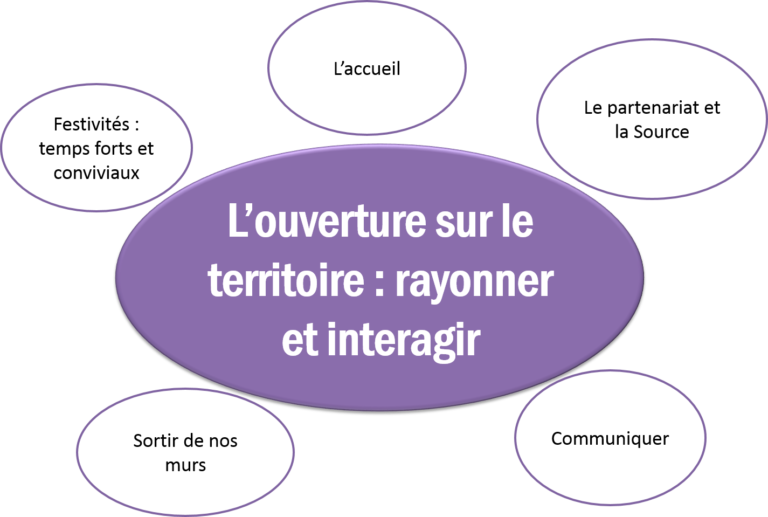 L’accueil
Le partenariat et
la Source
Festivités :
temps forts et
conviviaux
L’ouverture sur le
territoire : rayonner
et interagir
Sortir de nos
murs
Communiquer